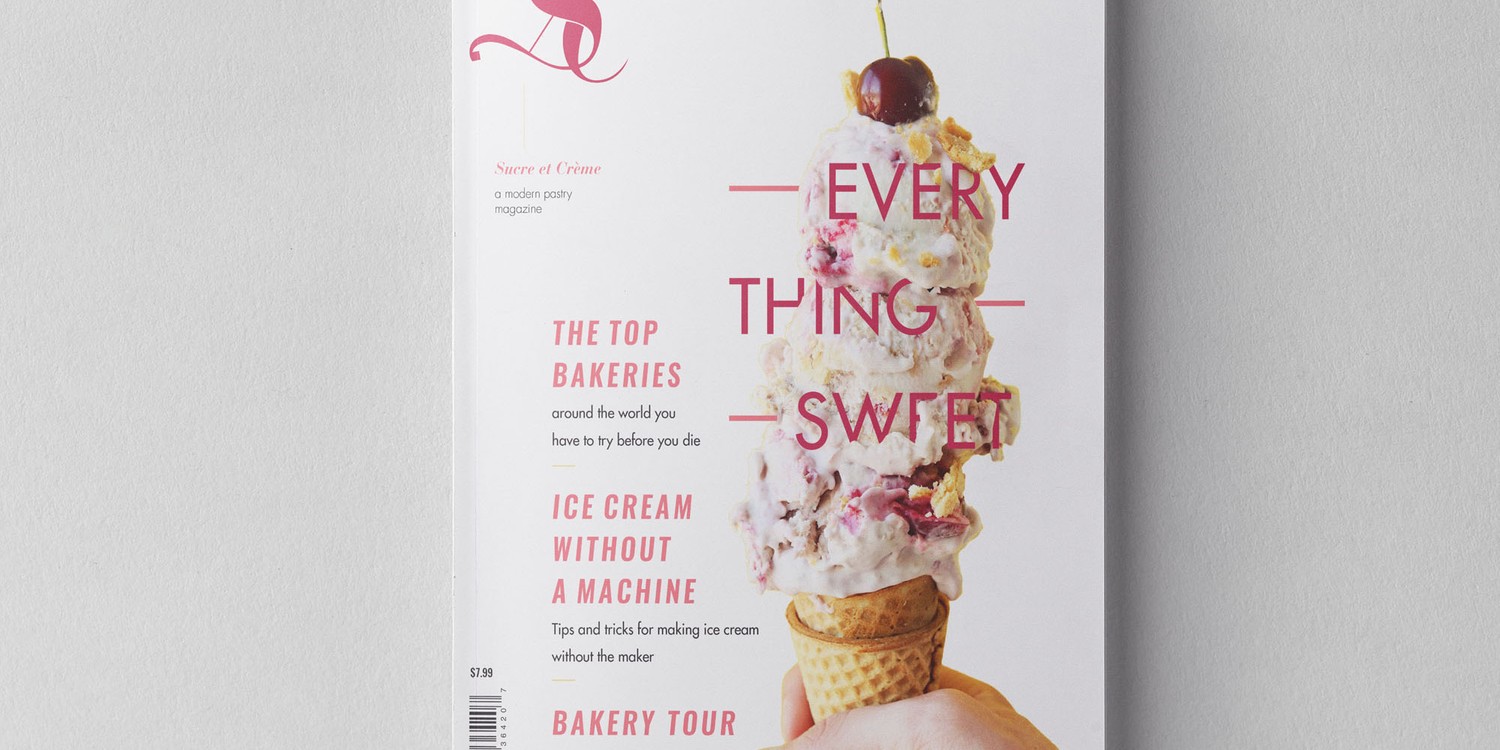 Sucre et Crème
a modern pastry
magazine
EVERY
THING
SWEET
THE TOP
BAKERIES
around the world you
have to try before you die
ICE CREAM
WITHOUT
A MACHINE
Tips and tricks for making ice cream
without the maker
$7.99
36420 7
BAKERY TOUR